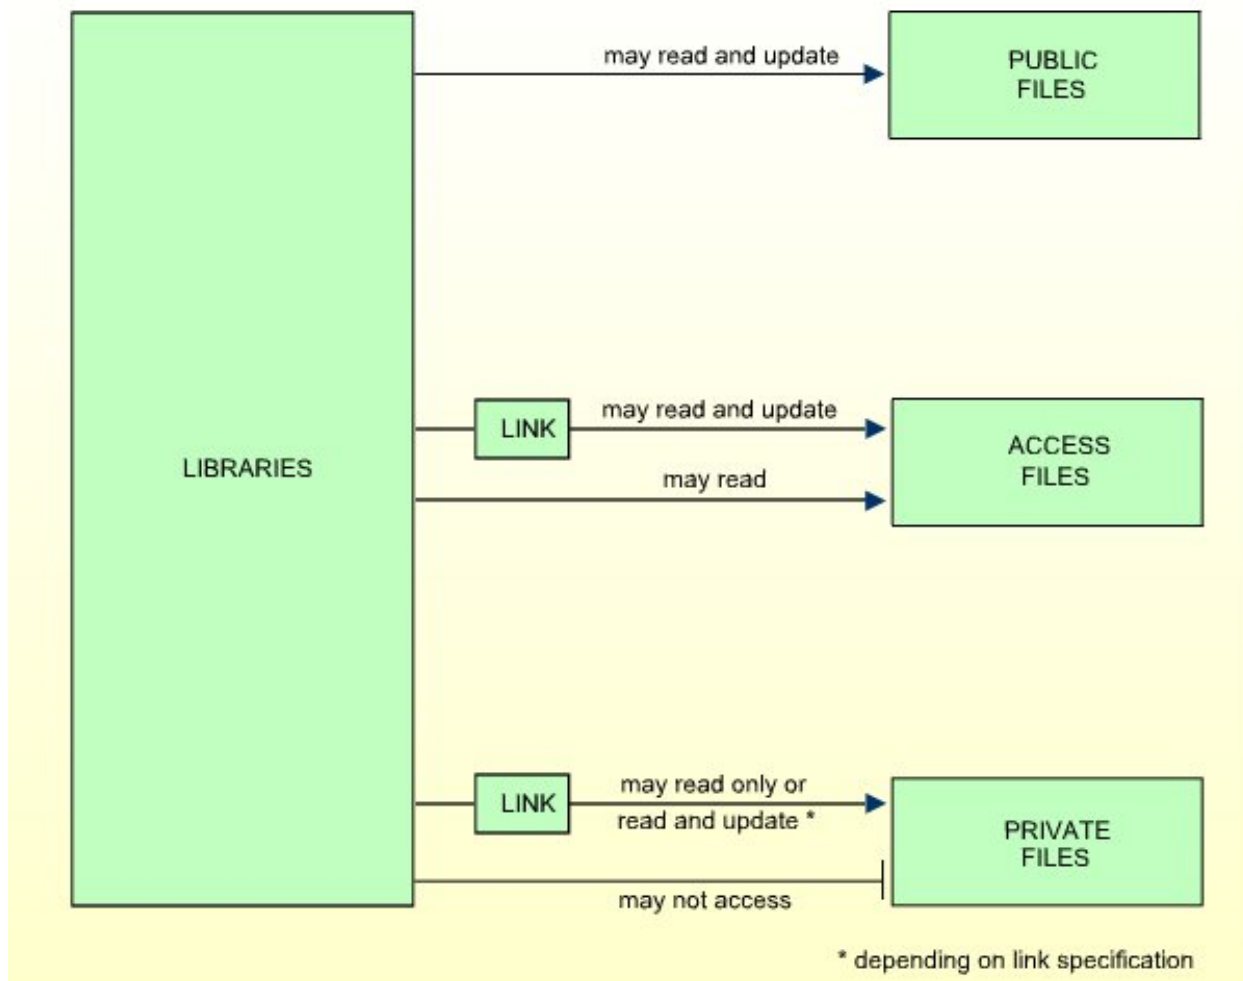 may read and update
PUBLIC
FILES
LIBRARIES
LINK
may read and update
may read
ACCESS
FILES
LINK
may read only or
read and update *
may not access
PRIVATE
FILES
* depending on link specification